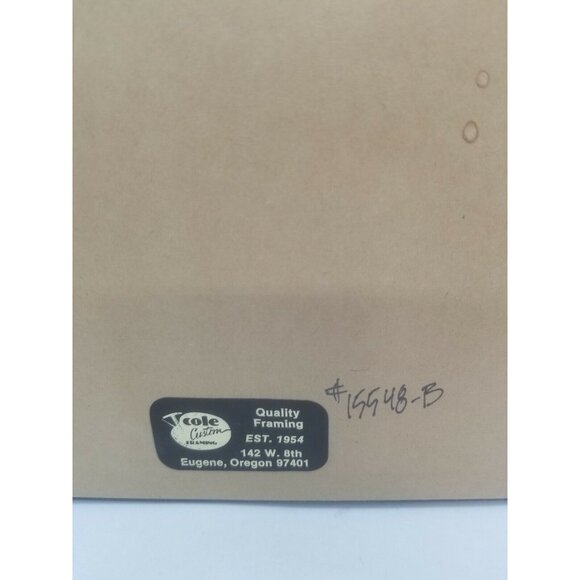 cole
Custom
FRAMING
Quality
Framing
EST. 1954
142 W. 8th
Eugene, Oregon 97401
#15548-B